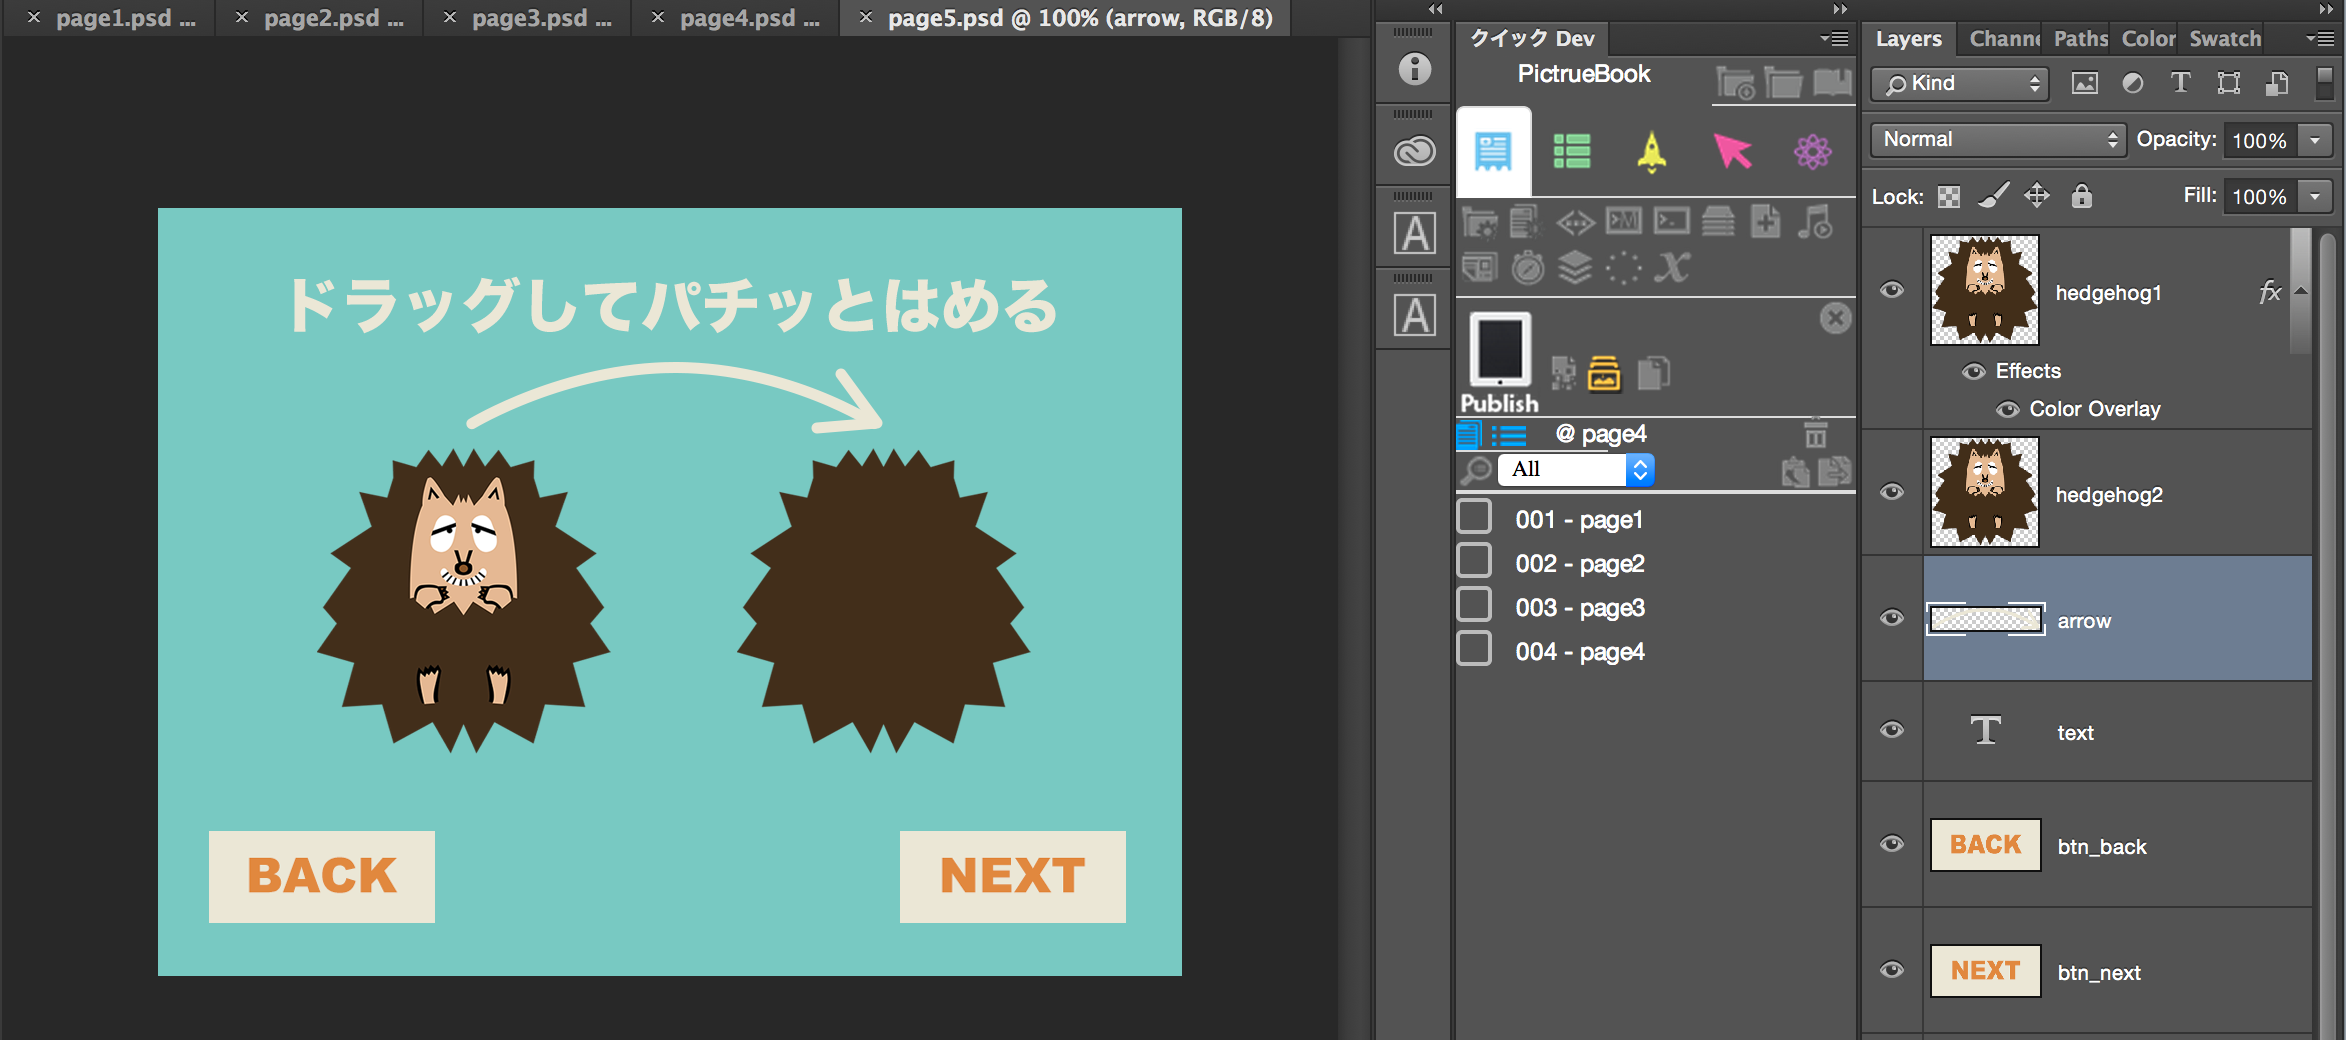 page1.psd ...
page2.psd ...
page3.psd ...
page4.psd ...
page5.psd @ 100% (arrow, RGB/8)
ドラッグしてパチッとはめる
BACK
NEXT
A
A
クイック Dev
PictrueBook
Publish
@ page4
All
001 - page1
002 - page2
003 - page3
004 - page4
Layers
Channe
Paths
Color
Swatch
Kind
T
Normal
Opacity:
100%
Lock:
Fill:
100%
hedgehog1
fx
Effects
Color Overlay
hedgehog2
arrow
T
text
BACK
btn_back
NEXT
btn_next